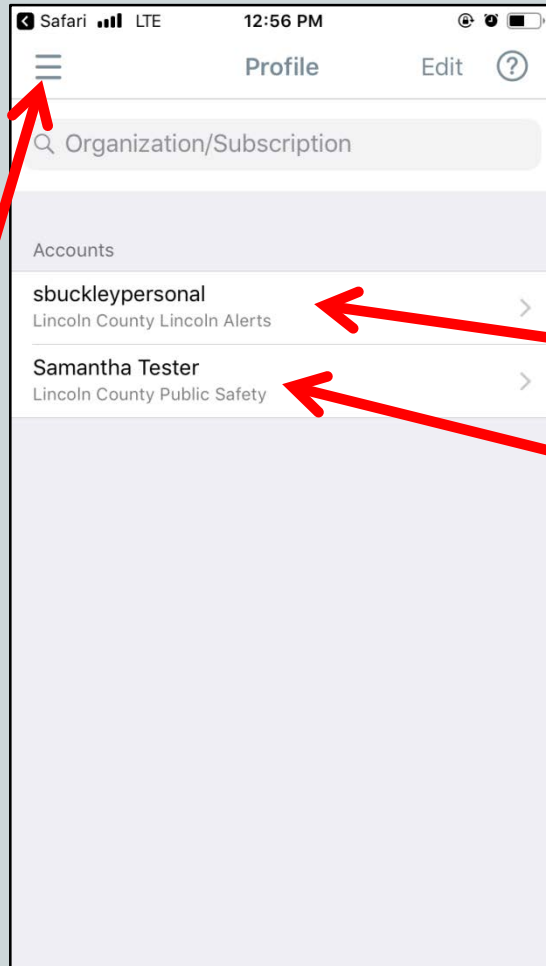 Safari LTE 12:56 PM
Profile Edit ?
Organization/Subscription
Accounts
sbuckleypersonal
Lincoln County Lincoln Alerts
Samantha Tester
Lincoln County Public Safety